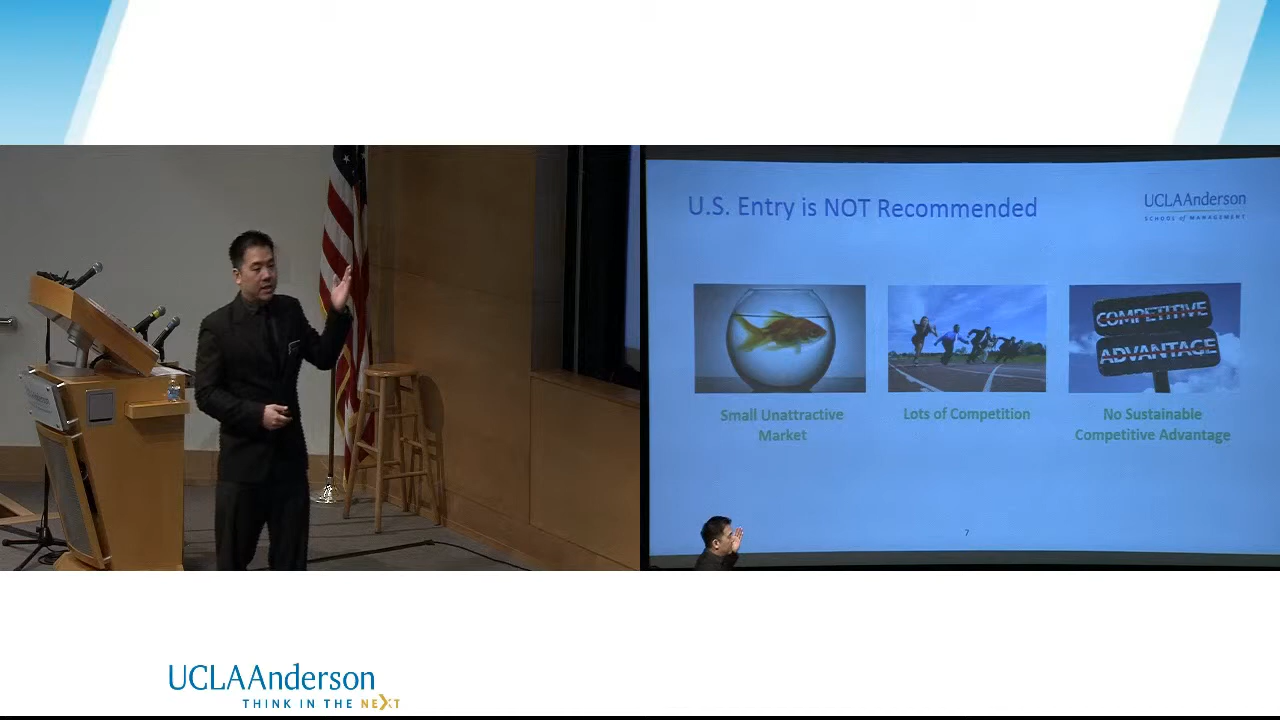 U.S. Entry is NOT Recommended
UCLAAnderson
SCHOOL of MANAGEMENT
COMPETITIVE
ADVANTAGE
Small Unattractive
Market
Lots of Competition
No Sustainable
Competitive Advantage
7
UCLAAnderson
THINK IN THE NEXT